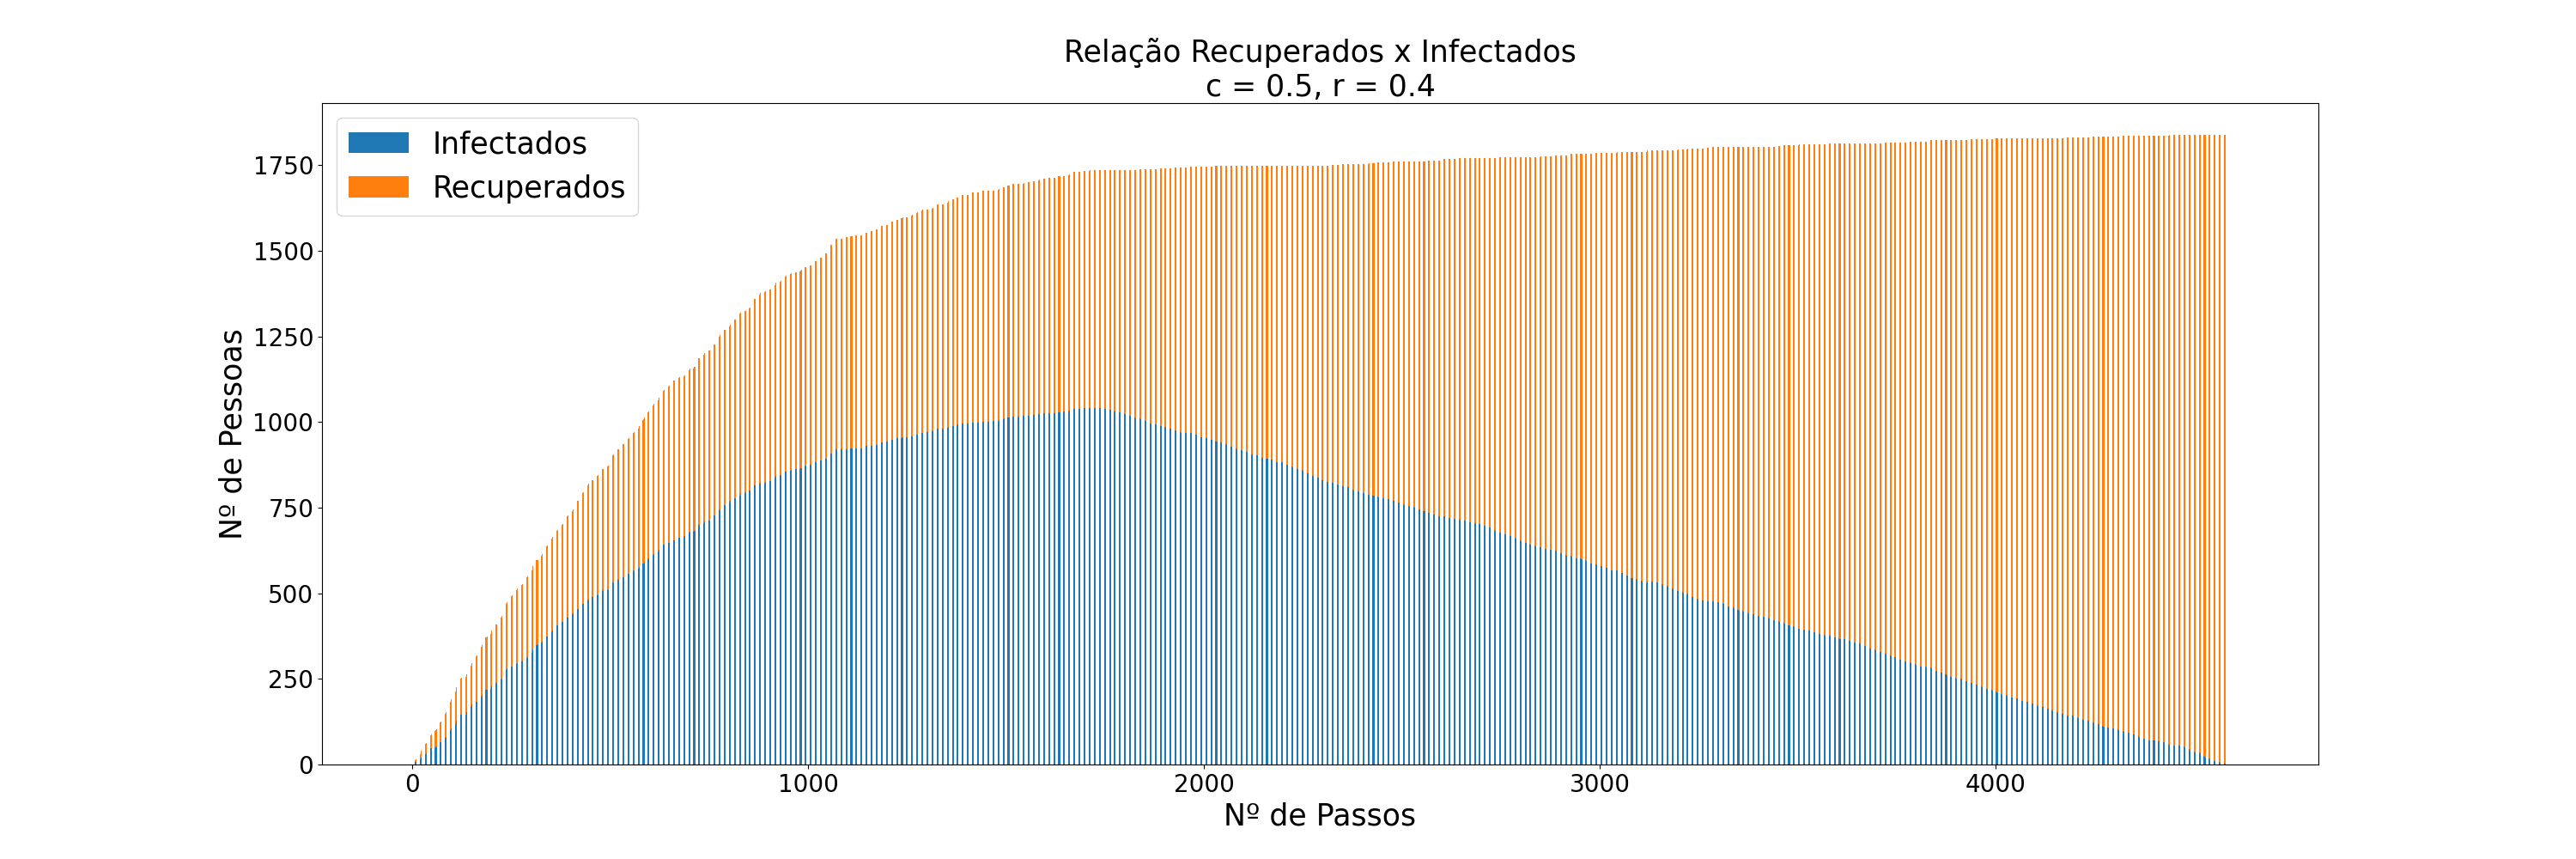 Relação Recuperados x Infectados
c = 0.5, r = 0.4
Infectados
Recuperados
Nº de Pessoas
1750
1500
1250
1000
750
500
250
0
0 1000 2000 3000 4000
Nº de Passos